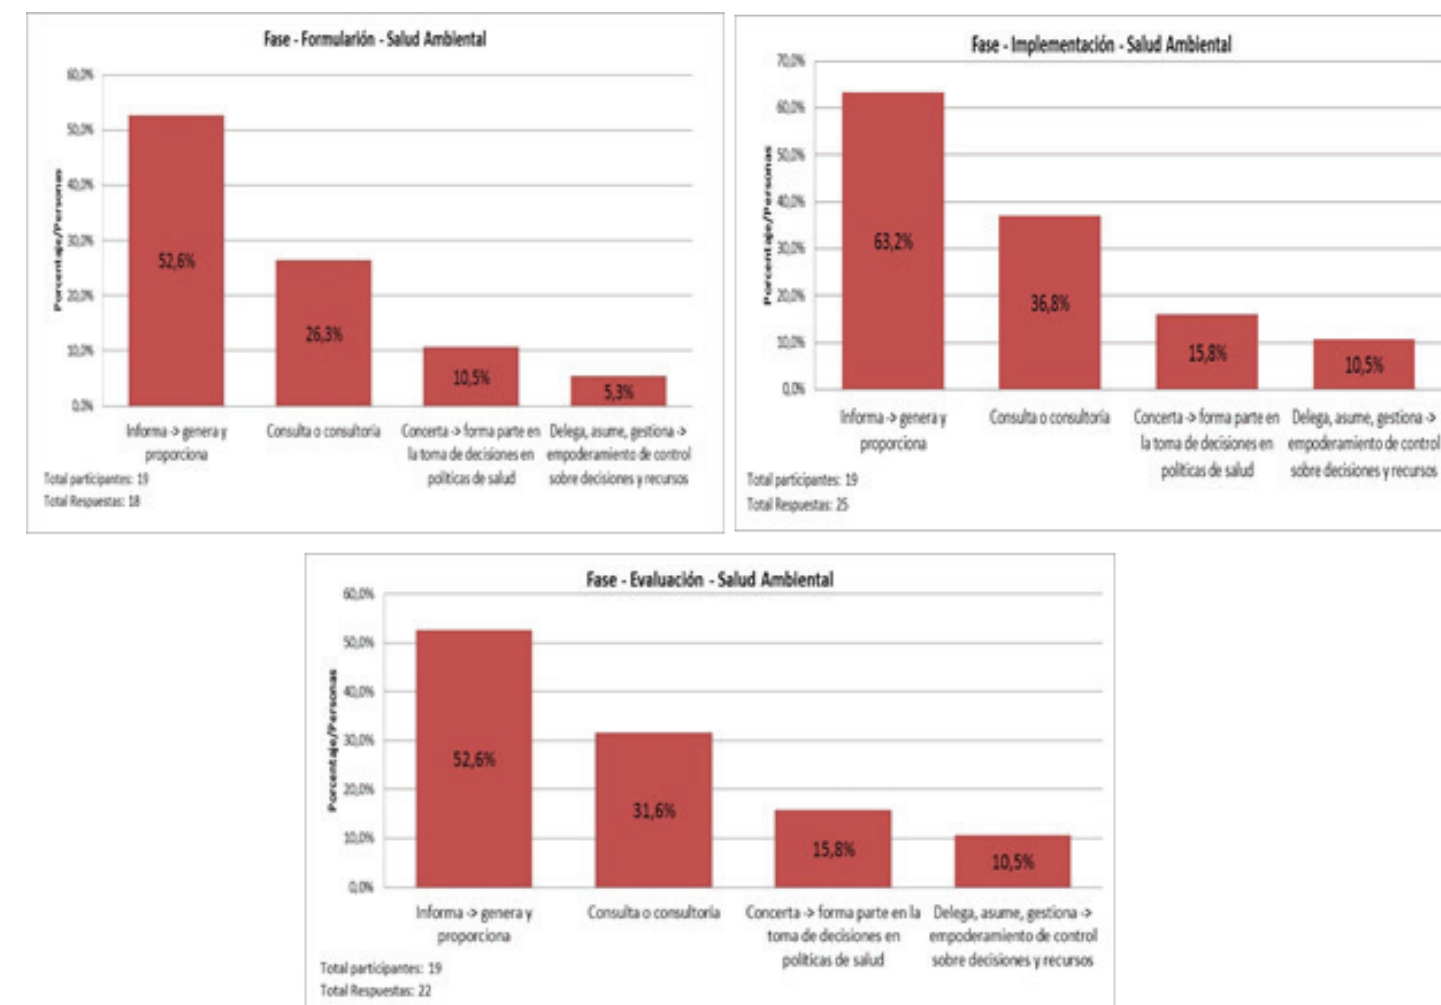 Fase - Formularión - Salud Ambiental
60,0%
50,0%
40,0%
30,0%
20,0%
10,0%
0,0%
Porcentaje/Personas
52,6%
26,3%
10,5%
5,3%
Informa -> genera y
proporciona
Consulta o consultoría
Concerta -> forma parte en
la toma de decisiones en
políticas de salud
Delega, asume, gestiona ->
empoderamiento de control
sobre decisiones y recursos
Total participantes: 19
Total Respuestas: 18
Fase - Implementación - Salud Ambiental
70,0%
60,0%
50,0%
40,0%
30,0%
20,0%
10,0%
0,0%
Porcentaje/Personas
63,2%
36,8%
15,8%
10,5%
Informa -> genera y
proporciona
Consulta o consultoría
Concerta -> forma parte en
la toma de decisiones en
políticas de salud
Delega, asume, gestiona ->
empoderamiento de control
sobre decisiones y recursos
Total participantes: 19
Total Respuestas: 25
Fase - Evaluación - Salud Ambiental
60,0%
50,0%
40,0%
30,0%
20,0%
10,0%
0,0%
Porcentaje/Personas
52,6%
31,6%
15,8%
10,5%
Informa -> genera y
proporciona
Consulta o consultoría
Concerta -> forma parte en la
toma de decisiones en
políticas de salud
Delega, asume, gestiona ->
empoderamiento de control
sobre decisiones y recursos
Total participantes: 19
Total Respuestas: 22